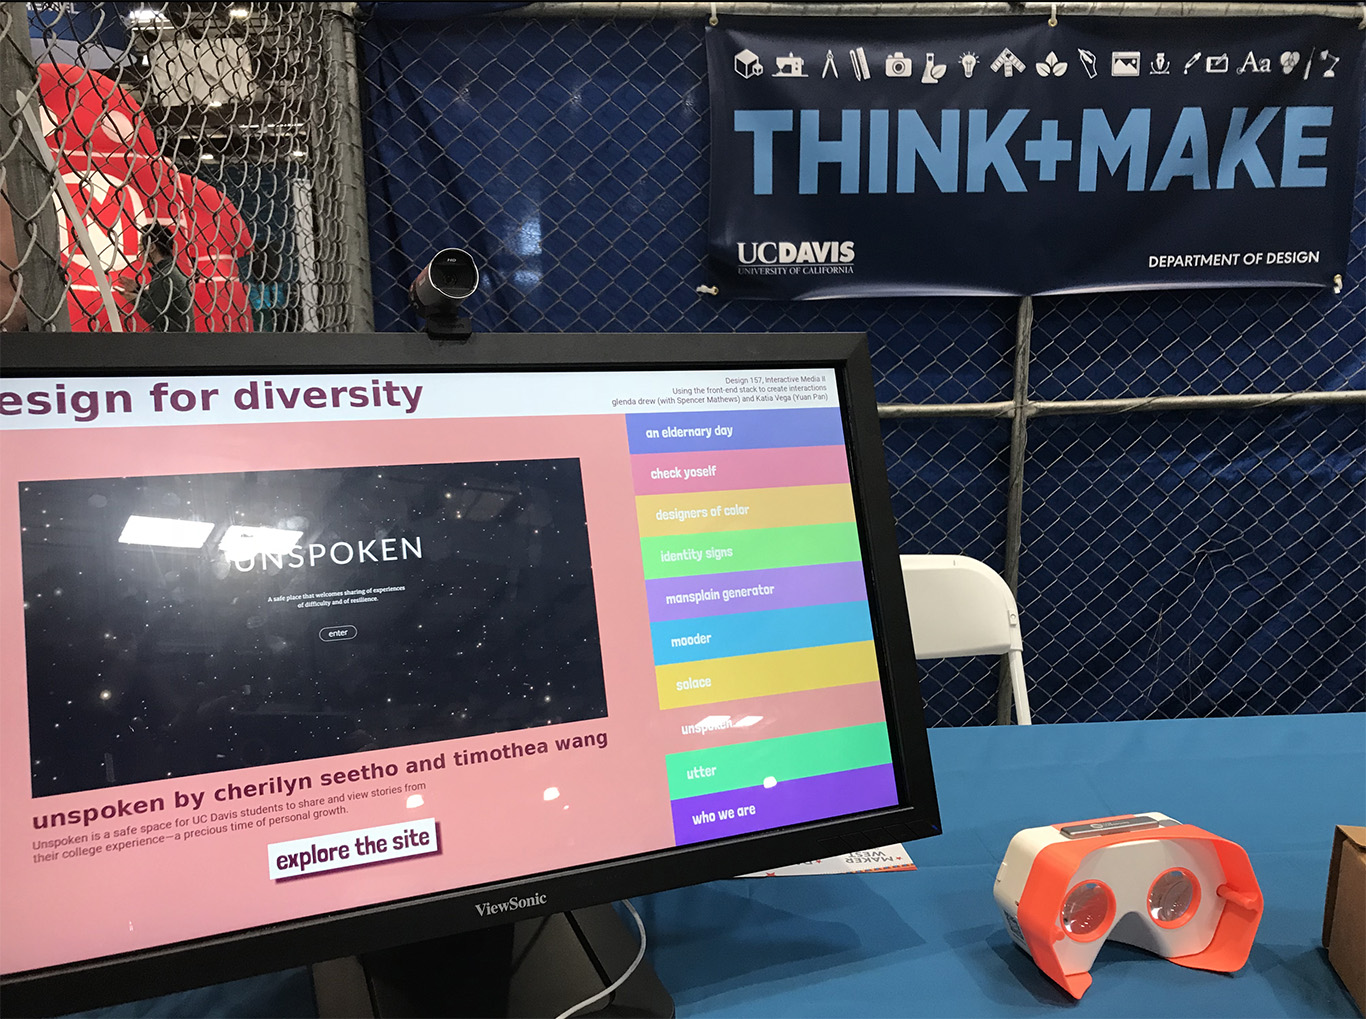 Aa
THINK+MAKE
UCDAVIS
UNIVERSITY OF CALIFORNIA
DEPARTMENT OF DESIGN
esign for diversity
Design 157, Interactive Media II
Using the front-end stack to create interactions
glenda drew (with Spencer Mathews) and Katia Vega (Yuan Pan)
UNSPOKEN
A safe place that welcomes sharing of experiences
of difficulty and of resilience.
enter
unspoken by cherilyn seetho and timothea wang
Unspoken is a safe space for UC Davis students to share and view stories from
their college experience—a precious time of personal growth.
explore the site
an eldernary day
check yoself
designers of color
identity signs
mansplain generator
mooder
solace
unspoken
utter
who we are
ViewSonic
MAKER
WEST